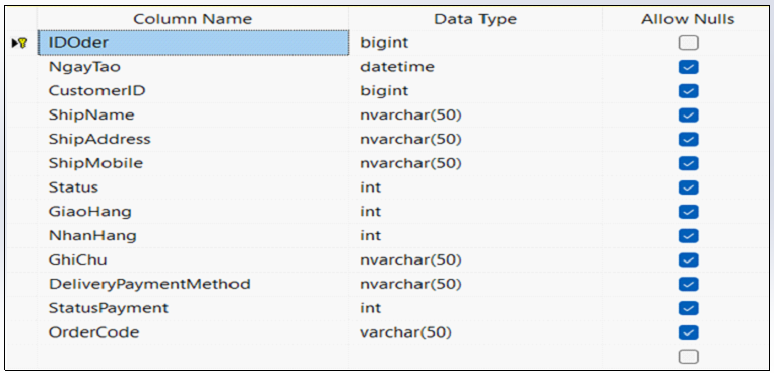 Column Name Data Type Allow Nulls
IDOder bigint
NgayTao datetime
CustomerID bigint
ShipName nvarchar(50)
ShipAddress nvarchar(50)
ShipMobile nvarchar(50)
Status int
GiaoHang int
NhanHang int
GhiChu nvarchar(50)
DeliveryPaymentMethod nvarchar(50)
StatusPayment int
OrderCode varchar(50)